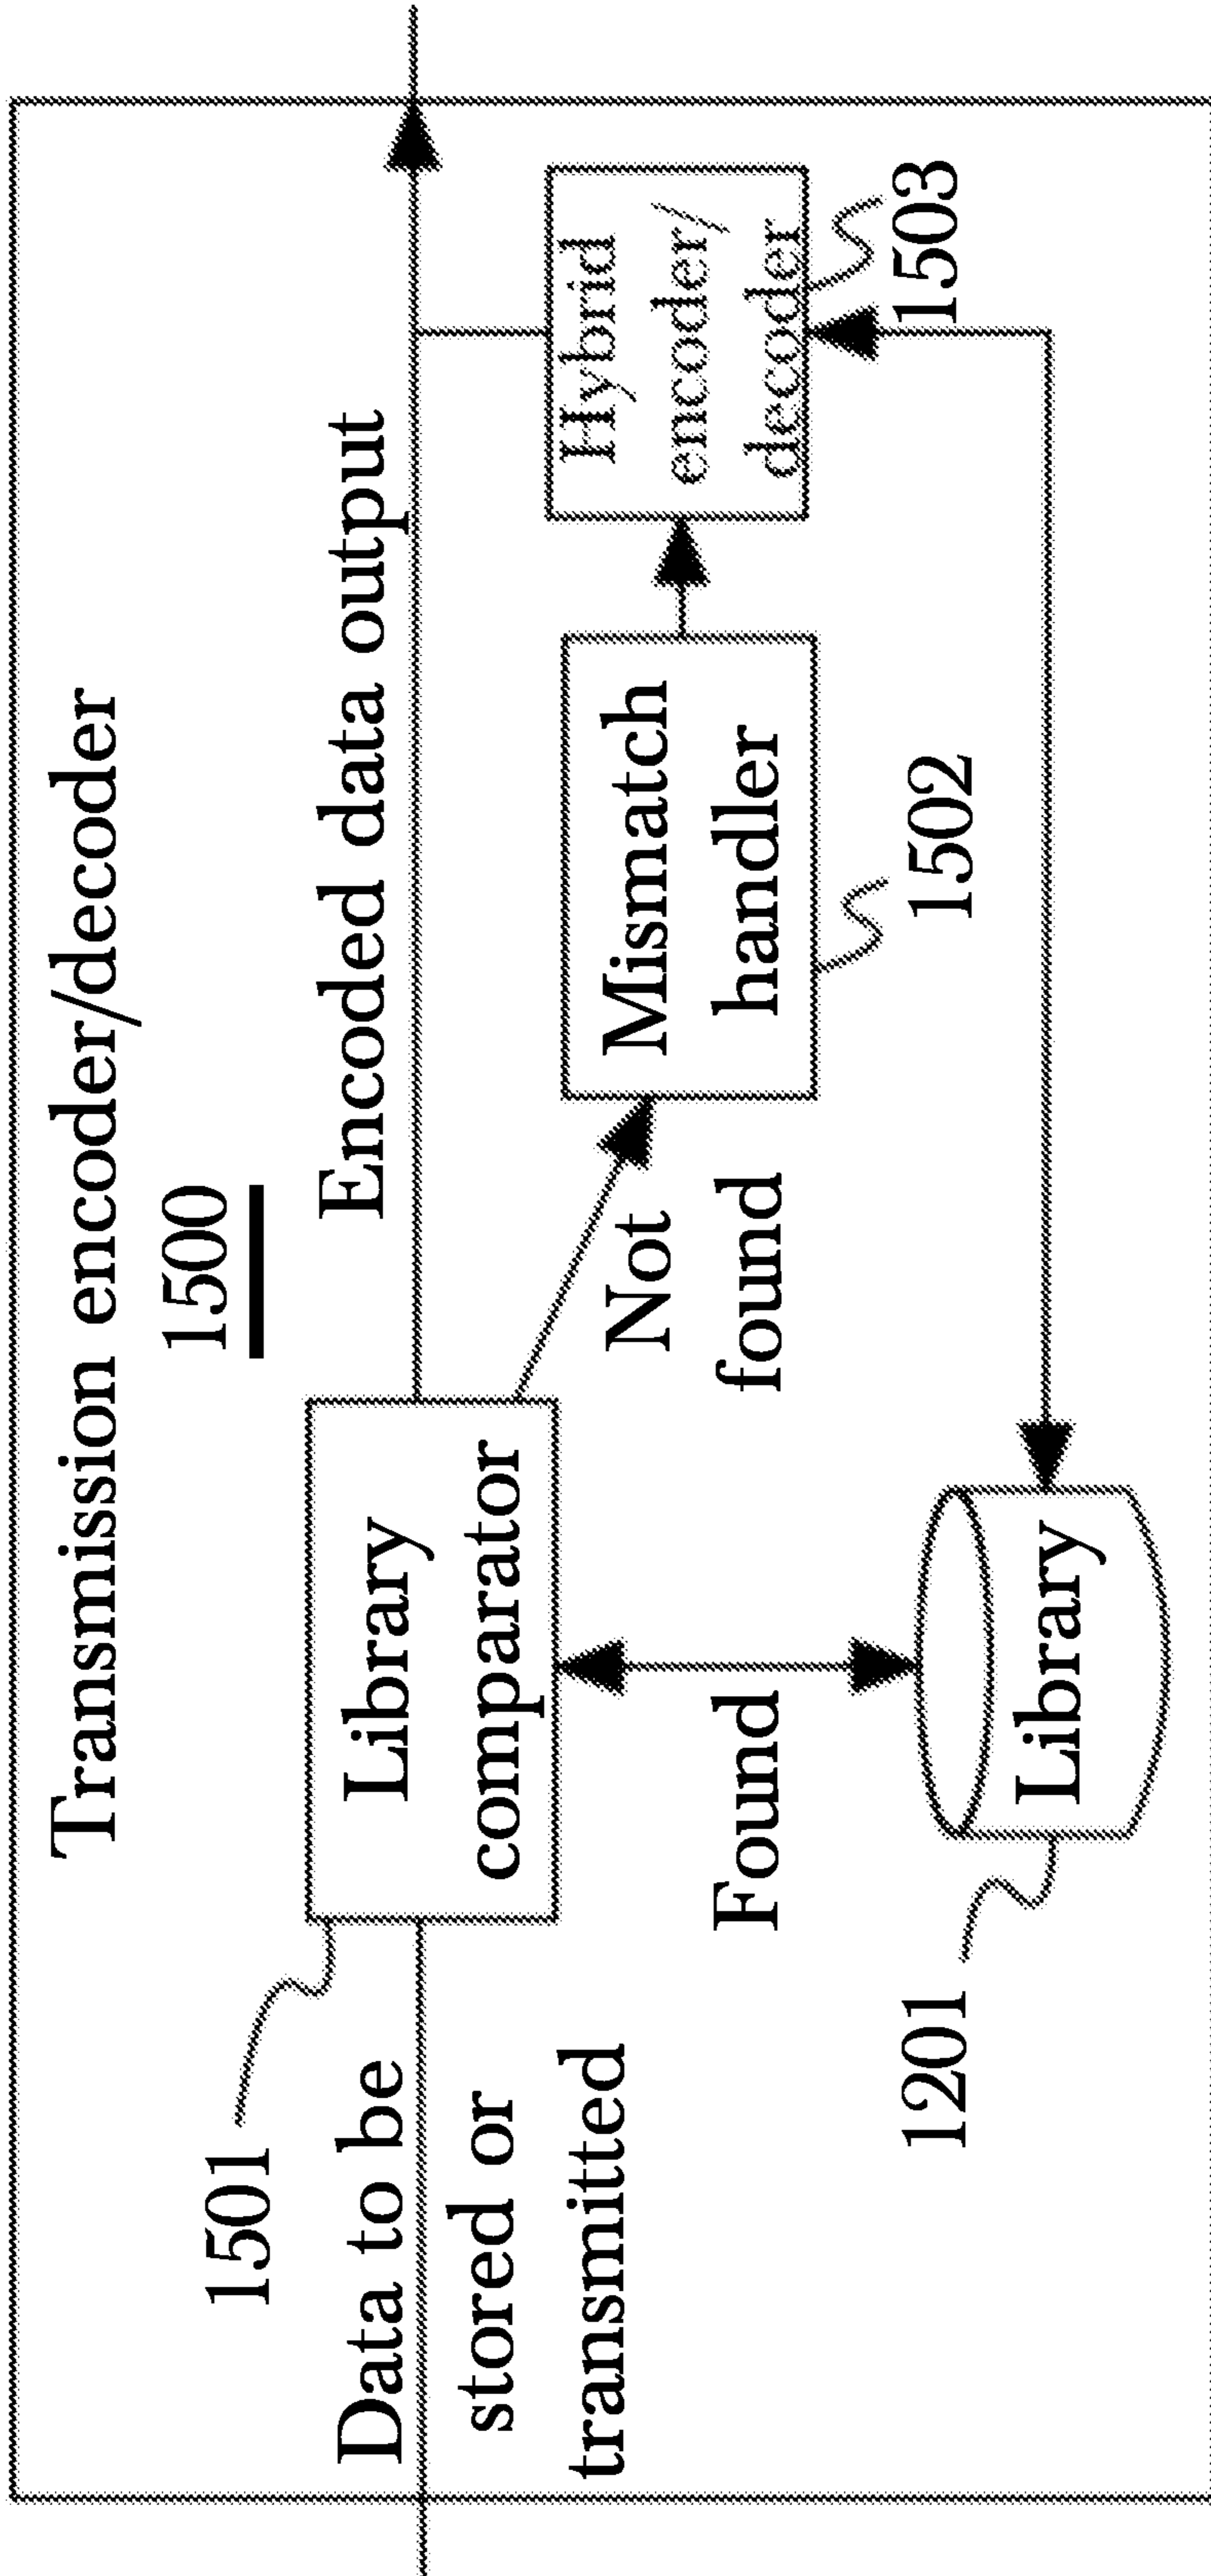 Transmission encoder/decoder
1500
1501
Data to be
stored or
transmitted
Library
comparator
Encoded data output
Found
Not
found
Mismatch
handler
1502
Hybrid
encoder/
decoder
1503
1201
Library